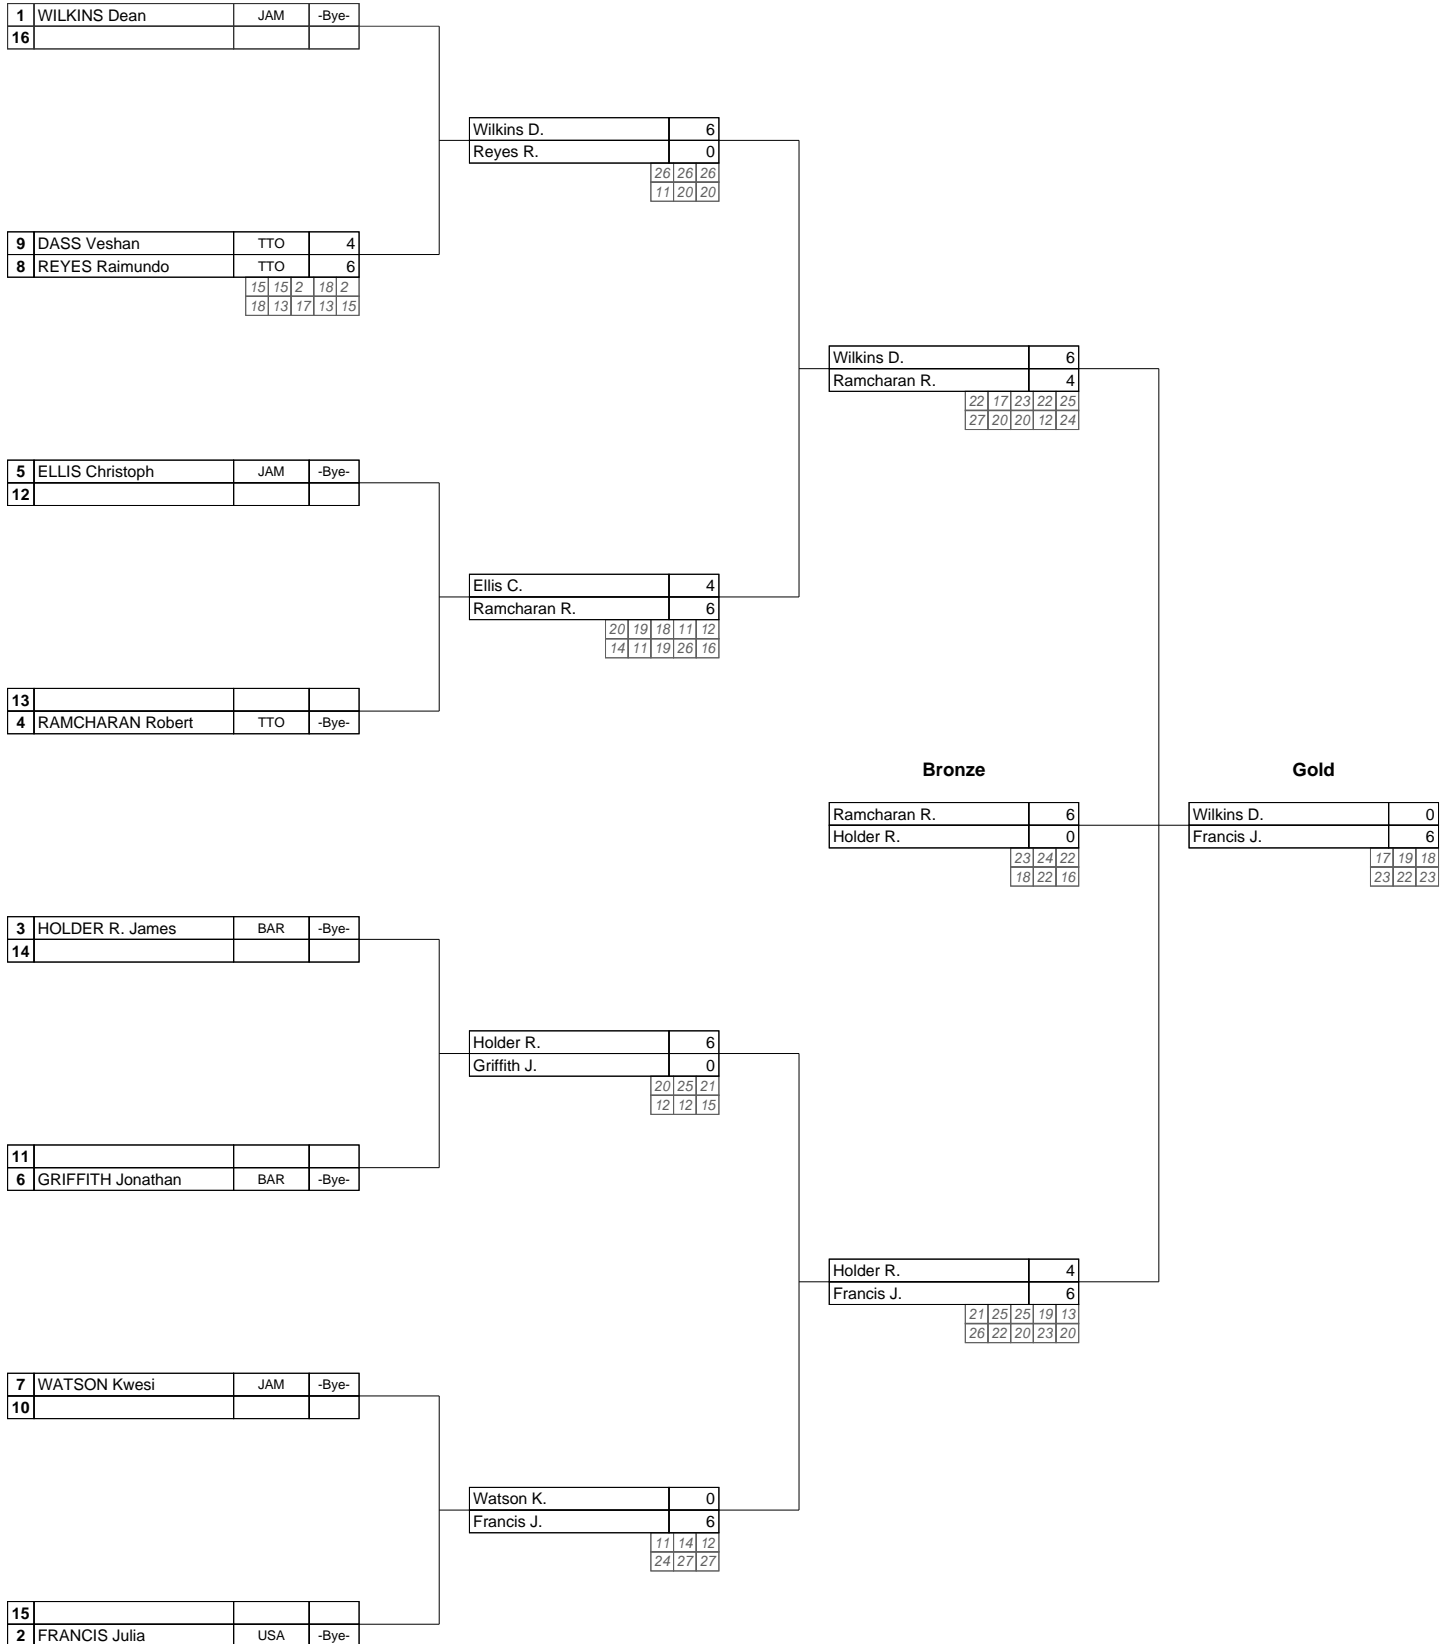 1 WILKINS Dean JAM -Bye-
16
Wilkins D. 6
Reyes R. 0
26 26 26
11 20 20
9 DASS Veshan TTO 4
8 REYES Raimundo TTO 6
15 15 2 18 2
18 13 17 13 15
Wilkins D. 6
Ramcharan R. 4
22 17 23 22 25
27 20 20 12 24
5 ELLIS Christoph JAM -Bye-
12
Ellis C. 4
Ramcharan R. 6
20 19 18 11 12
14 11 19 26 16
13
4 RAMCHARAN Robert TTO -Bye-
Bronze Gold
Ramcharan R. 6 Wilkins D. 0
Holder R. 0 Francis J. 6
23 24 22 17 19 18
18 22 16 23 22 23
3 HOLDER R. James BAR -Bye-
14
Holder R. 6
Griffith J. 0
20 25 21
12 12 15
11
6 GRIFFITH Jonathan BAR -Bye-
Holder R. 4
Francis J. 6
21 25 25 19 13
26 22 20 23 20
7 WATSON Kwesi JAM -Bye-
10
Watson K. 0
Francis J. 6
11 14 12
24 27 27
15
2 FRANCIS Julia USA -Bye-